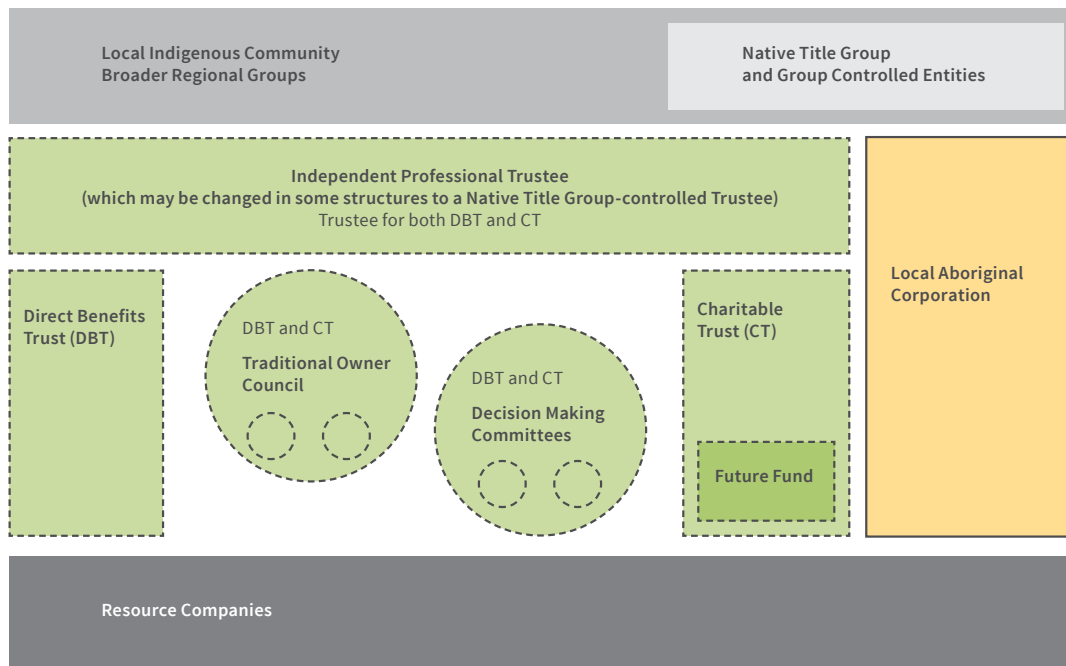 Local Indigenous Community
Broader Regional Groups
Native Title Group
and Group Controlled Entities
Independent Professional Trustee
(which may be changed in some structures to a Native Title Group-controlled Trustee)
Trustee for both DBT and CT
Direct Benefits
Trust (DBT)
DBT and CT
Traditional Owner
Council
DBT and CT
Decision Making
Committees
Charitable
Trust (CT)
Future Fund
Local Aboriginal
Corporation
Resource Companies